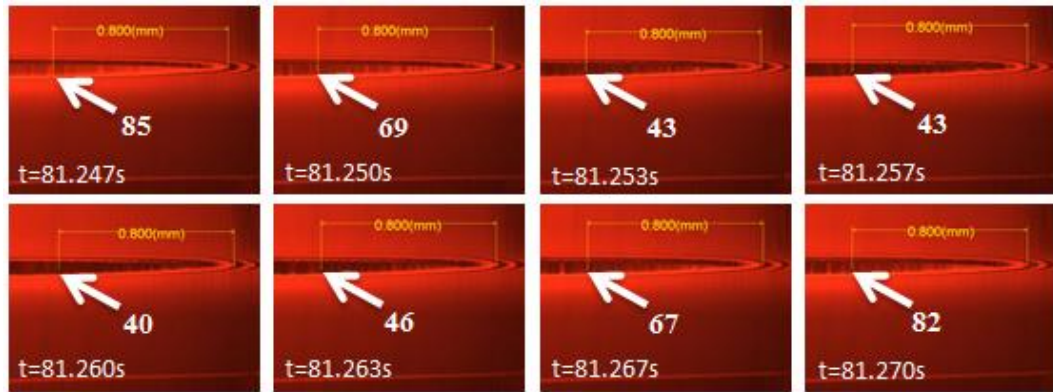 0.800(mm)
85
t=81.247s
0.800(mm)
69
t=81.250s
0.800(mm)
43
t=81.253s
0.800(mm)
43
t=81.257s
0.800(mm)
40
t=81.260s
0.800(mm)
46
t=81.263s
0.800(mm)
67
t=81.267s
0.800(mm)
82
t=81.270s